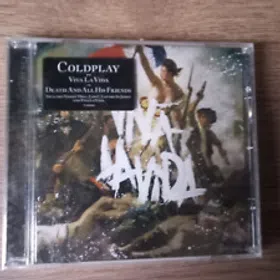 COLDPLAY
VIVA LA VIDA
OR
DEATH AND ALL HIS FRIENDS
VIVA
LA VIDA